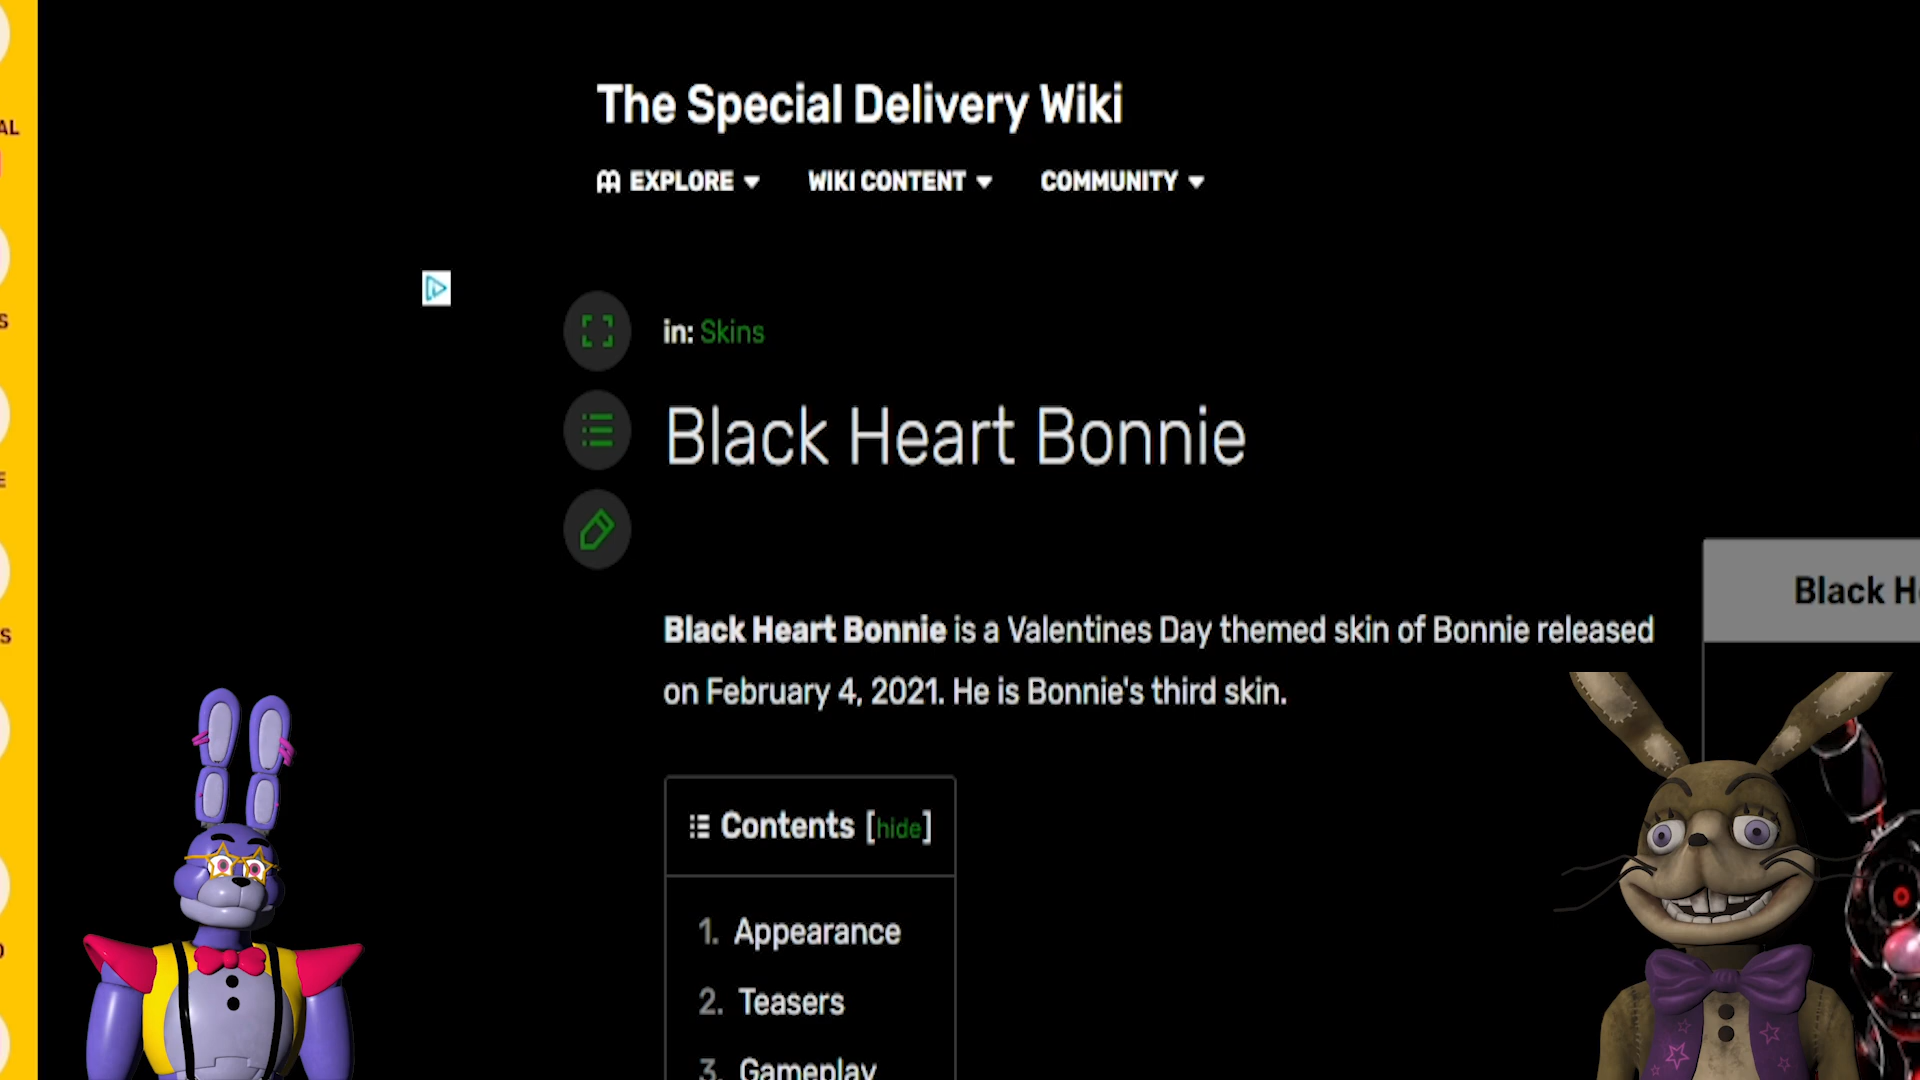 The Special Delivery Wiki
EXPLORE WIKI CONTENT COMMUNITY
in: Skins
Black Heart Bonnie
Black Heart Bonnie is a Valentines Day themed skin of Bonnie released
on February 4, 2021. He is Bonnie's third skin.
Black H
Contents [hide]
1. Appearance
2. Teasers
3. Gameplay
AL
S
E
S